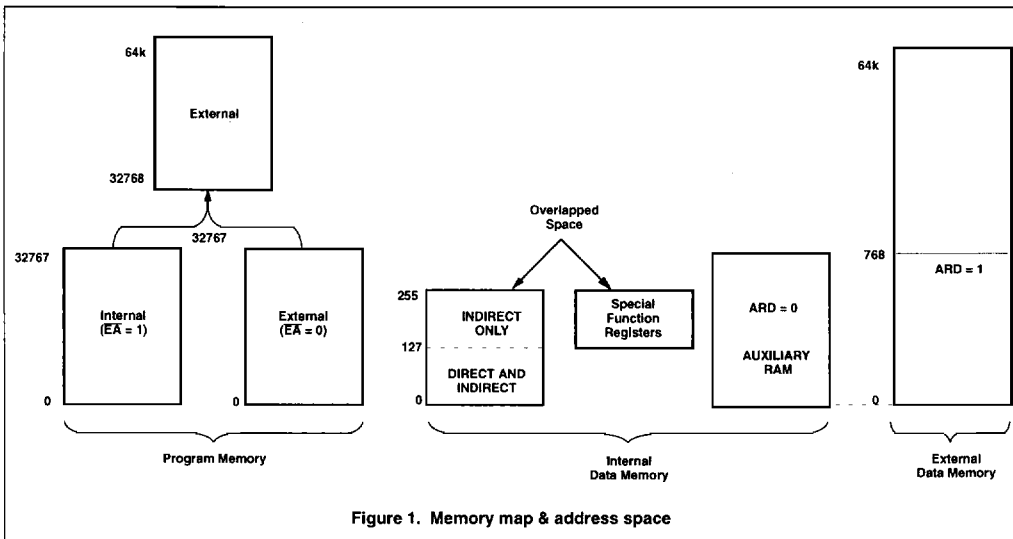 64k
External
32768
32767
32767
Internal
(EA = 1)
0
External
(EA = 0)
0
Program Memory
Overlapped
Space
255
INDIRECT
ONLY
127
DIRECT AND
INDIRECT
0
Special
Function
Registers
ARD = 0
AUXILIARY
RAM
Internal
Data Memory
64k
768
ARD = 1
0
External
Data Memory
Figure 1. Memory map & address space